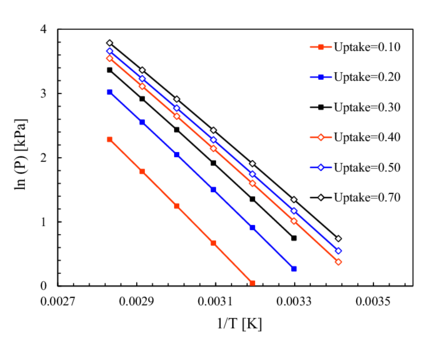 4
3
2
1
0
ln (P) [kPa]
0.0027
0.0029
0.0031
0.0033
0.0035
1/T [K]
Uptake=0.10
Uptake=0.20
Uptake=0.30
Uptake=0.40
Uptake=0.50
Uptake=0.70